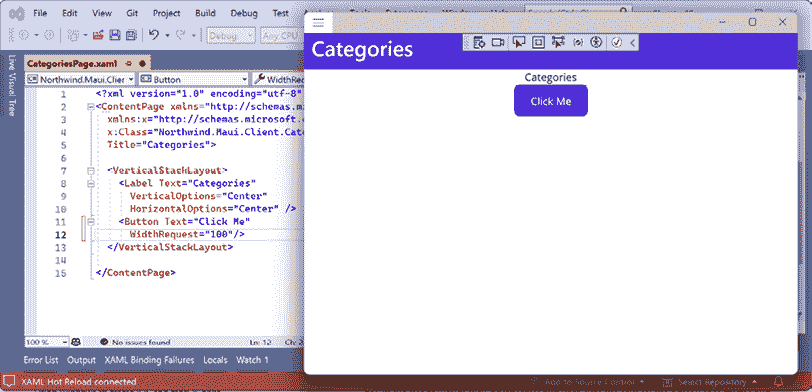 File Edit View Git Project Build Debug Test
Debug Any CPU
CategoriesPage.xaml
Northwind.Maui.Clien Button WidthRec
Live Visual Tree
1 <?xml version="1.0" encoding="utf-8"
2 <ContentPage xmlns="http://schemas.mi
3 xmlns:x="http://schemas.microsoft.c
4 x:Class="Northwind.Maui.Client.Cate
5 Title="Categories">
6
7 <VerticalStackLayout>
8 <Label Text="Categories"
9 VerticalOptions="Center"
10 HorizontalOptions="Center" />
11 <Button Text="Click Me"
12 WidthRequest="100"/>
13 </VerticalStackLayout>
14
15 </ContentPage>
100 % No issues found Ln: 12 Ch: 2
Error List Output XAML Binding Failures Locals Watch 1
XAML Hot Reload connected
Add to Source Control Select Repository
Categories
Categories
Click Me